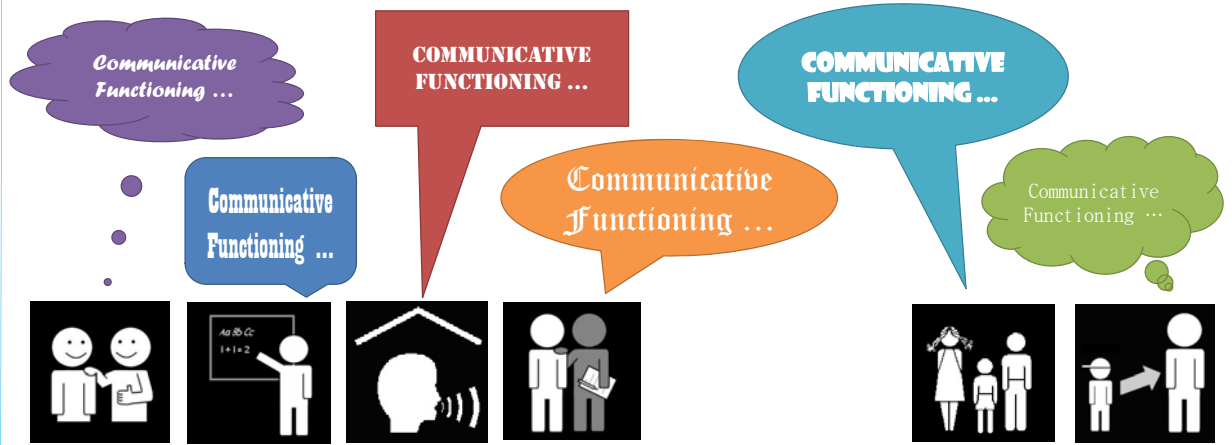 Communicative
Functioning ...
Communicative
Functioning ...
COMMUNICATIVE
FUNCTIONING ...
Communicative
Functioning ...
COMMUNICATIVE
FUNCTIONING ...
Communicative
Functioning …
Aa Bb Cc
1+1=2